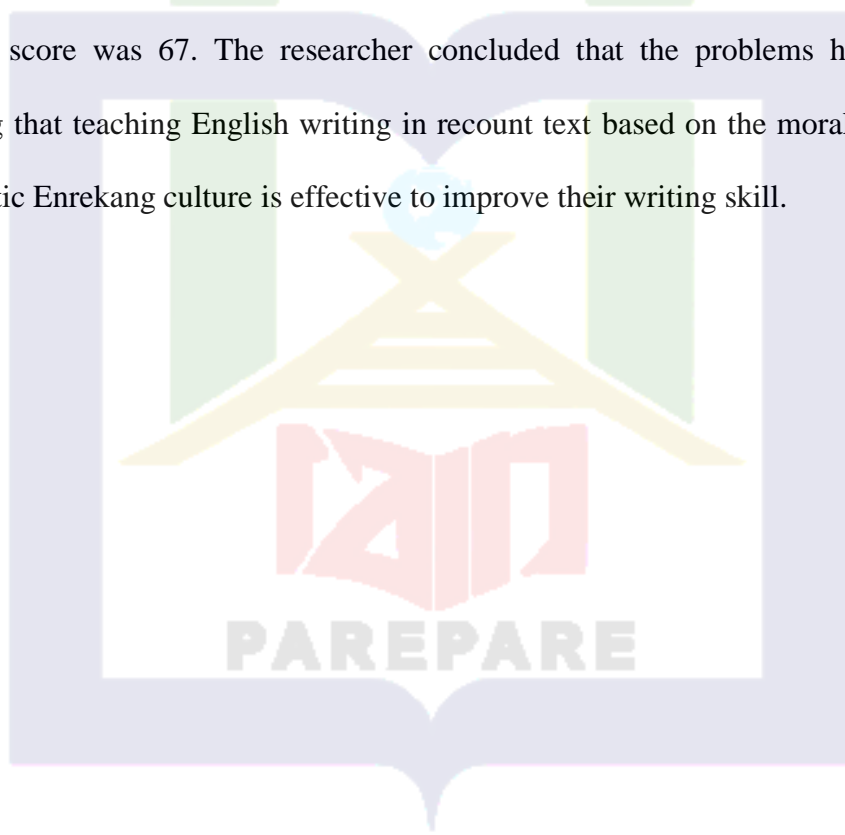 score was 67. The researcher concluded that the problems h
g that teaching English writing in recount text based on the moral
tic Enrekang culture is effective to improve their writing skill.
iain
PAREPARE